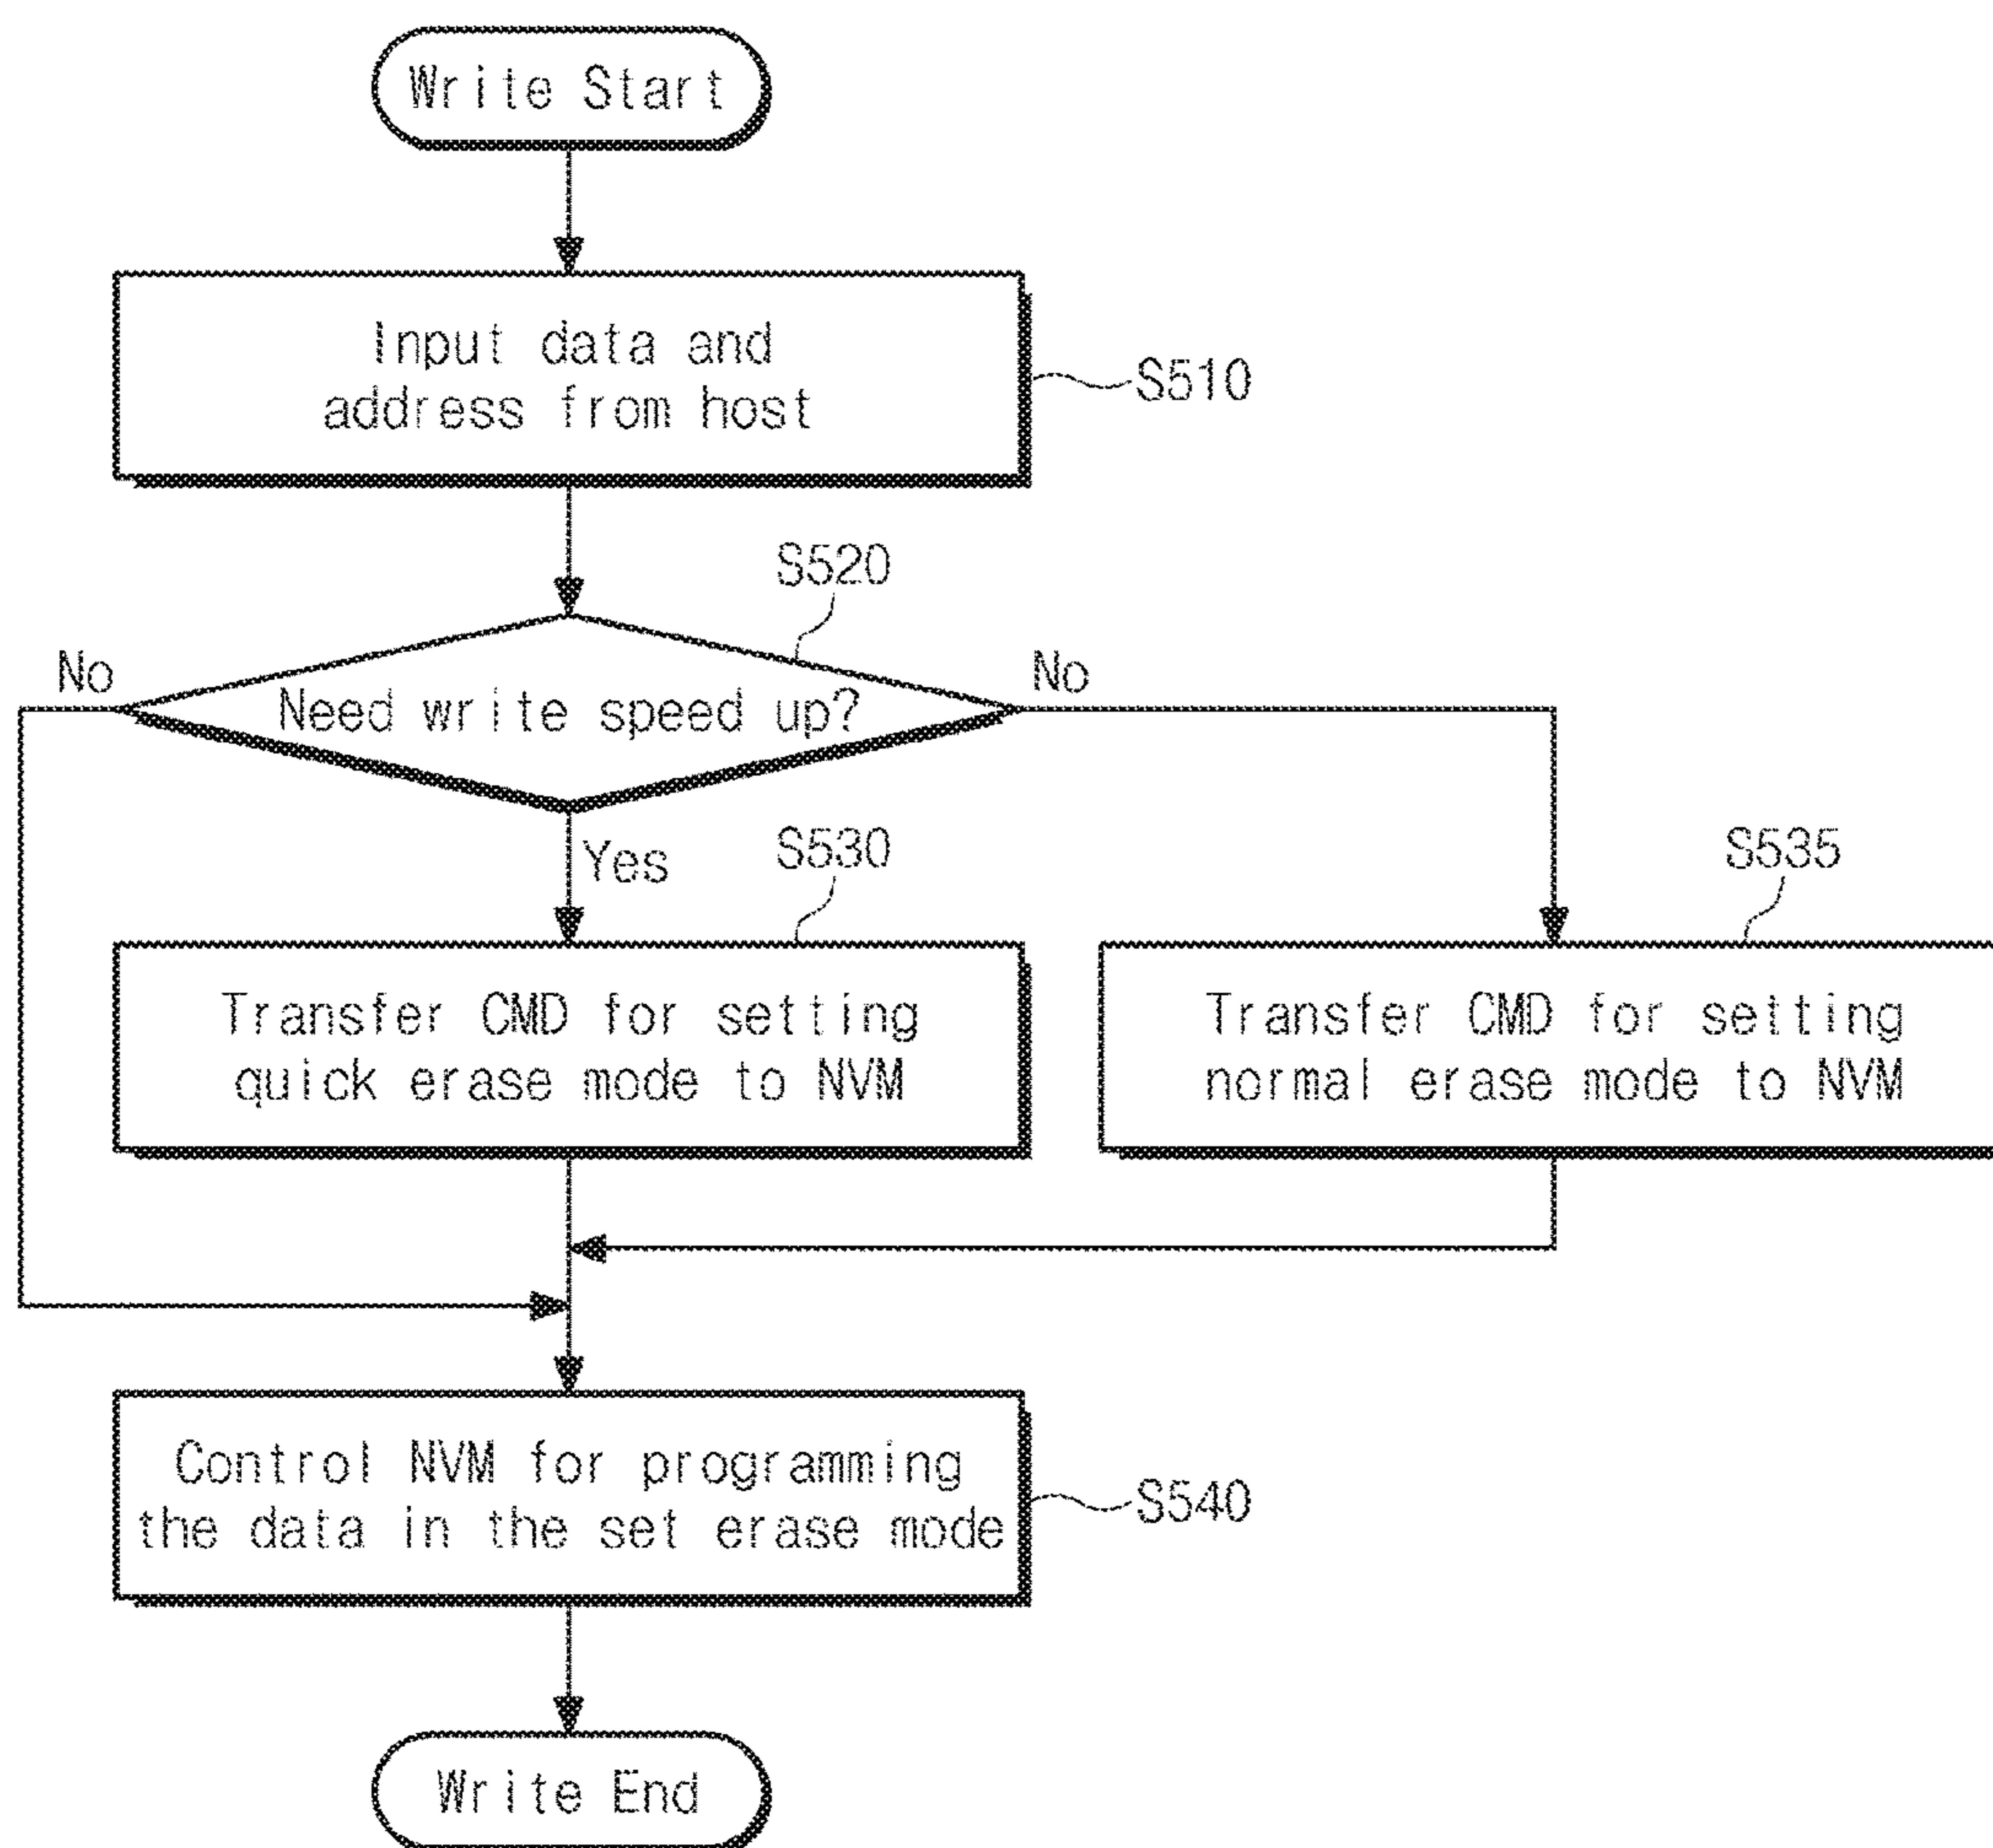 Write Start
Input data and
address from host
S510
S520
No
Need write speed up?
No
Yes
S530
S535
Transfer CMD for setting
quick erase mode to NVM
Transfer CMD for setting
normal erase mode to NVM
Control NVM for programming
the data in the set erase mode
S540
Write End